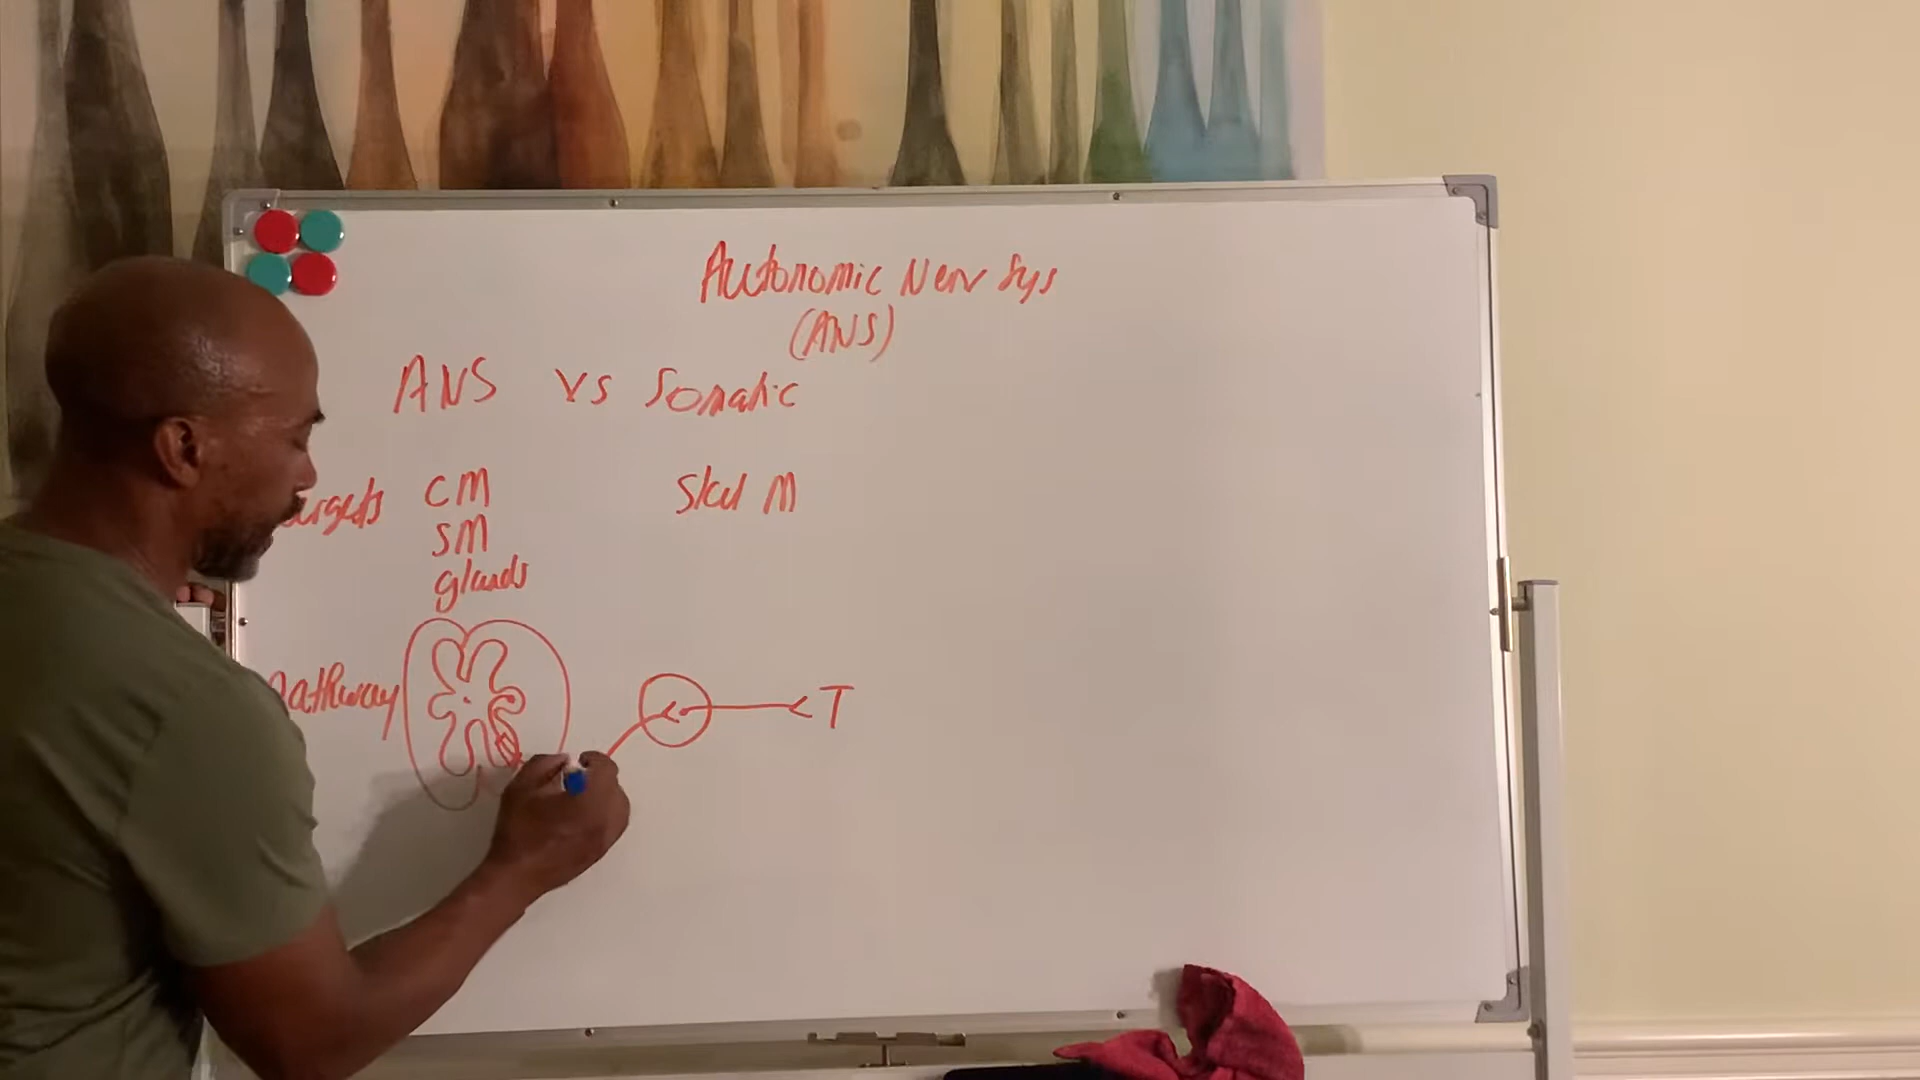 Autonomic Nerv Sys
(ANS)
ANS vs Somatic
Targets CM Skel M
SM
glands
Pathway
T